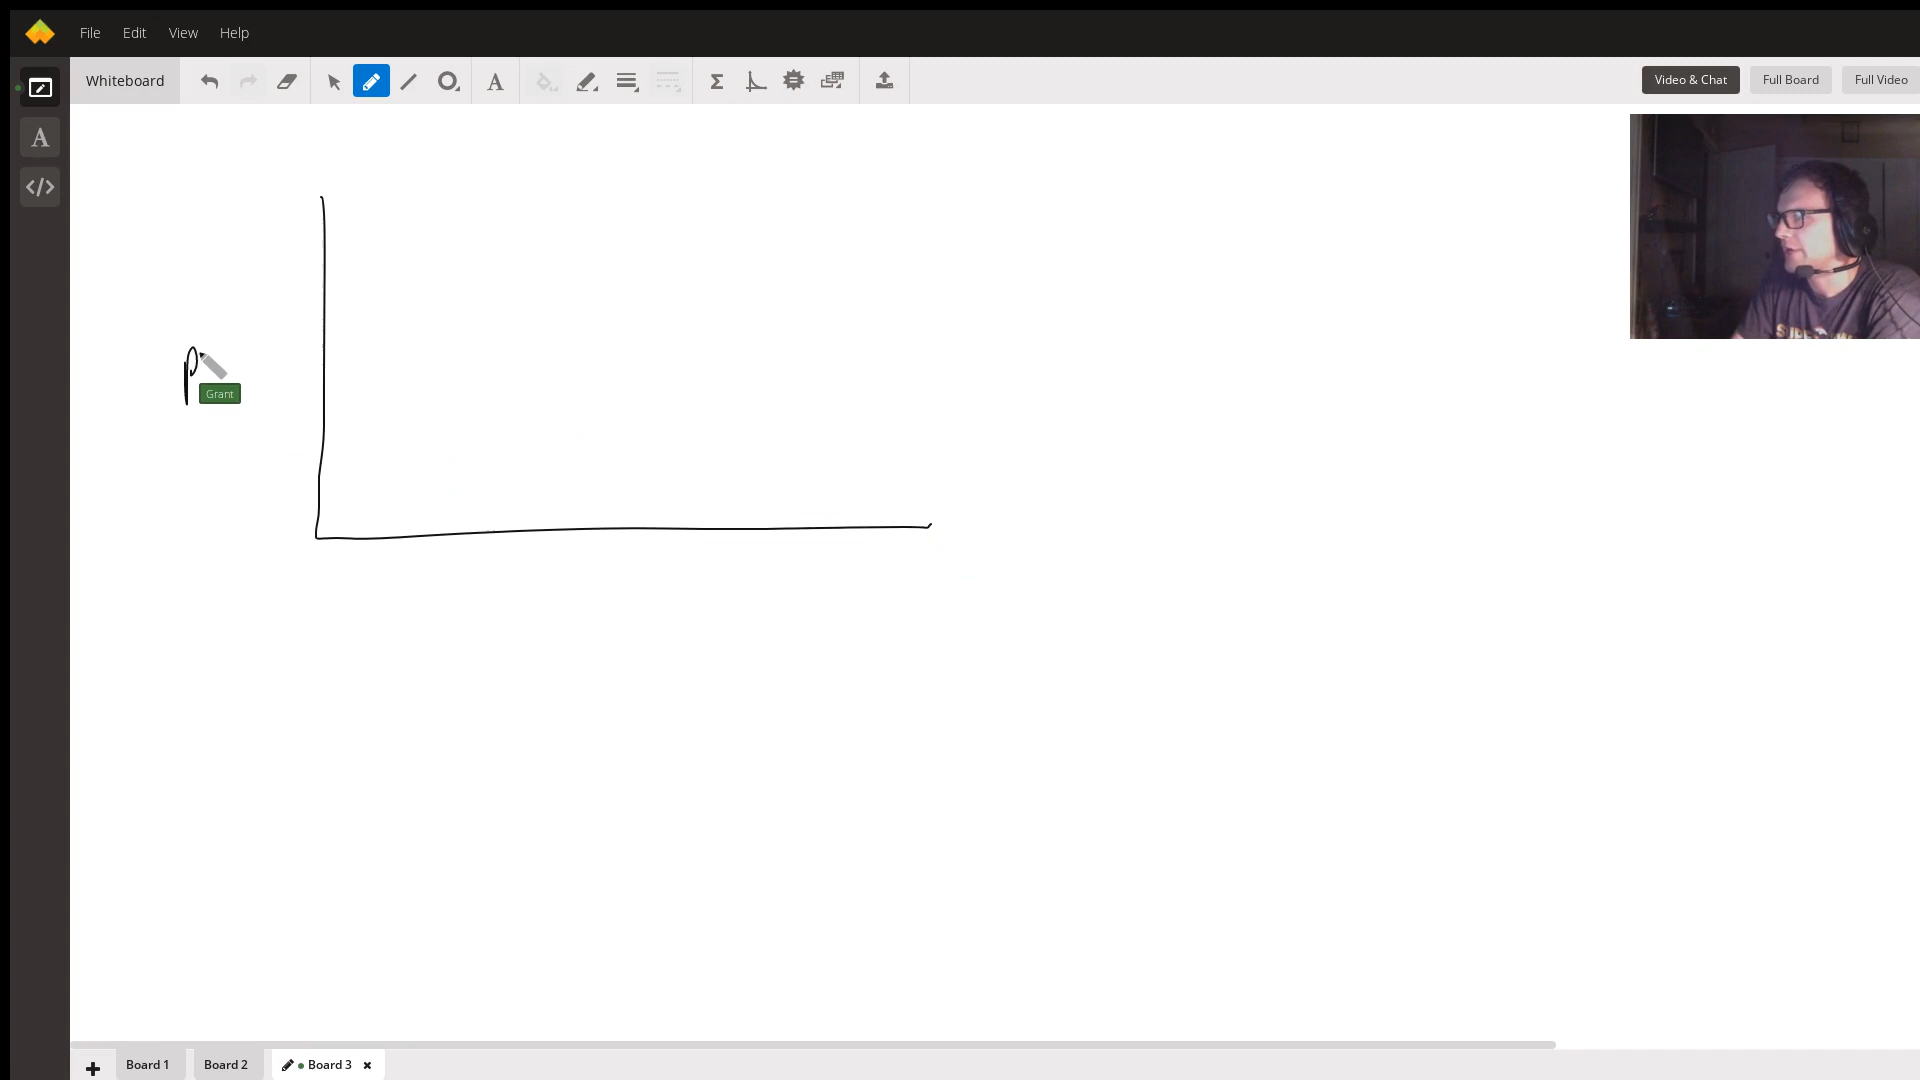 File Edit View Help
Whiteboard A Σ Video & Chat Full Board Full Video
A
</>
P
Grant
Board 1 Board 2 Board 3